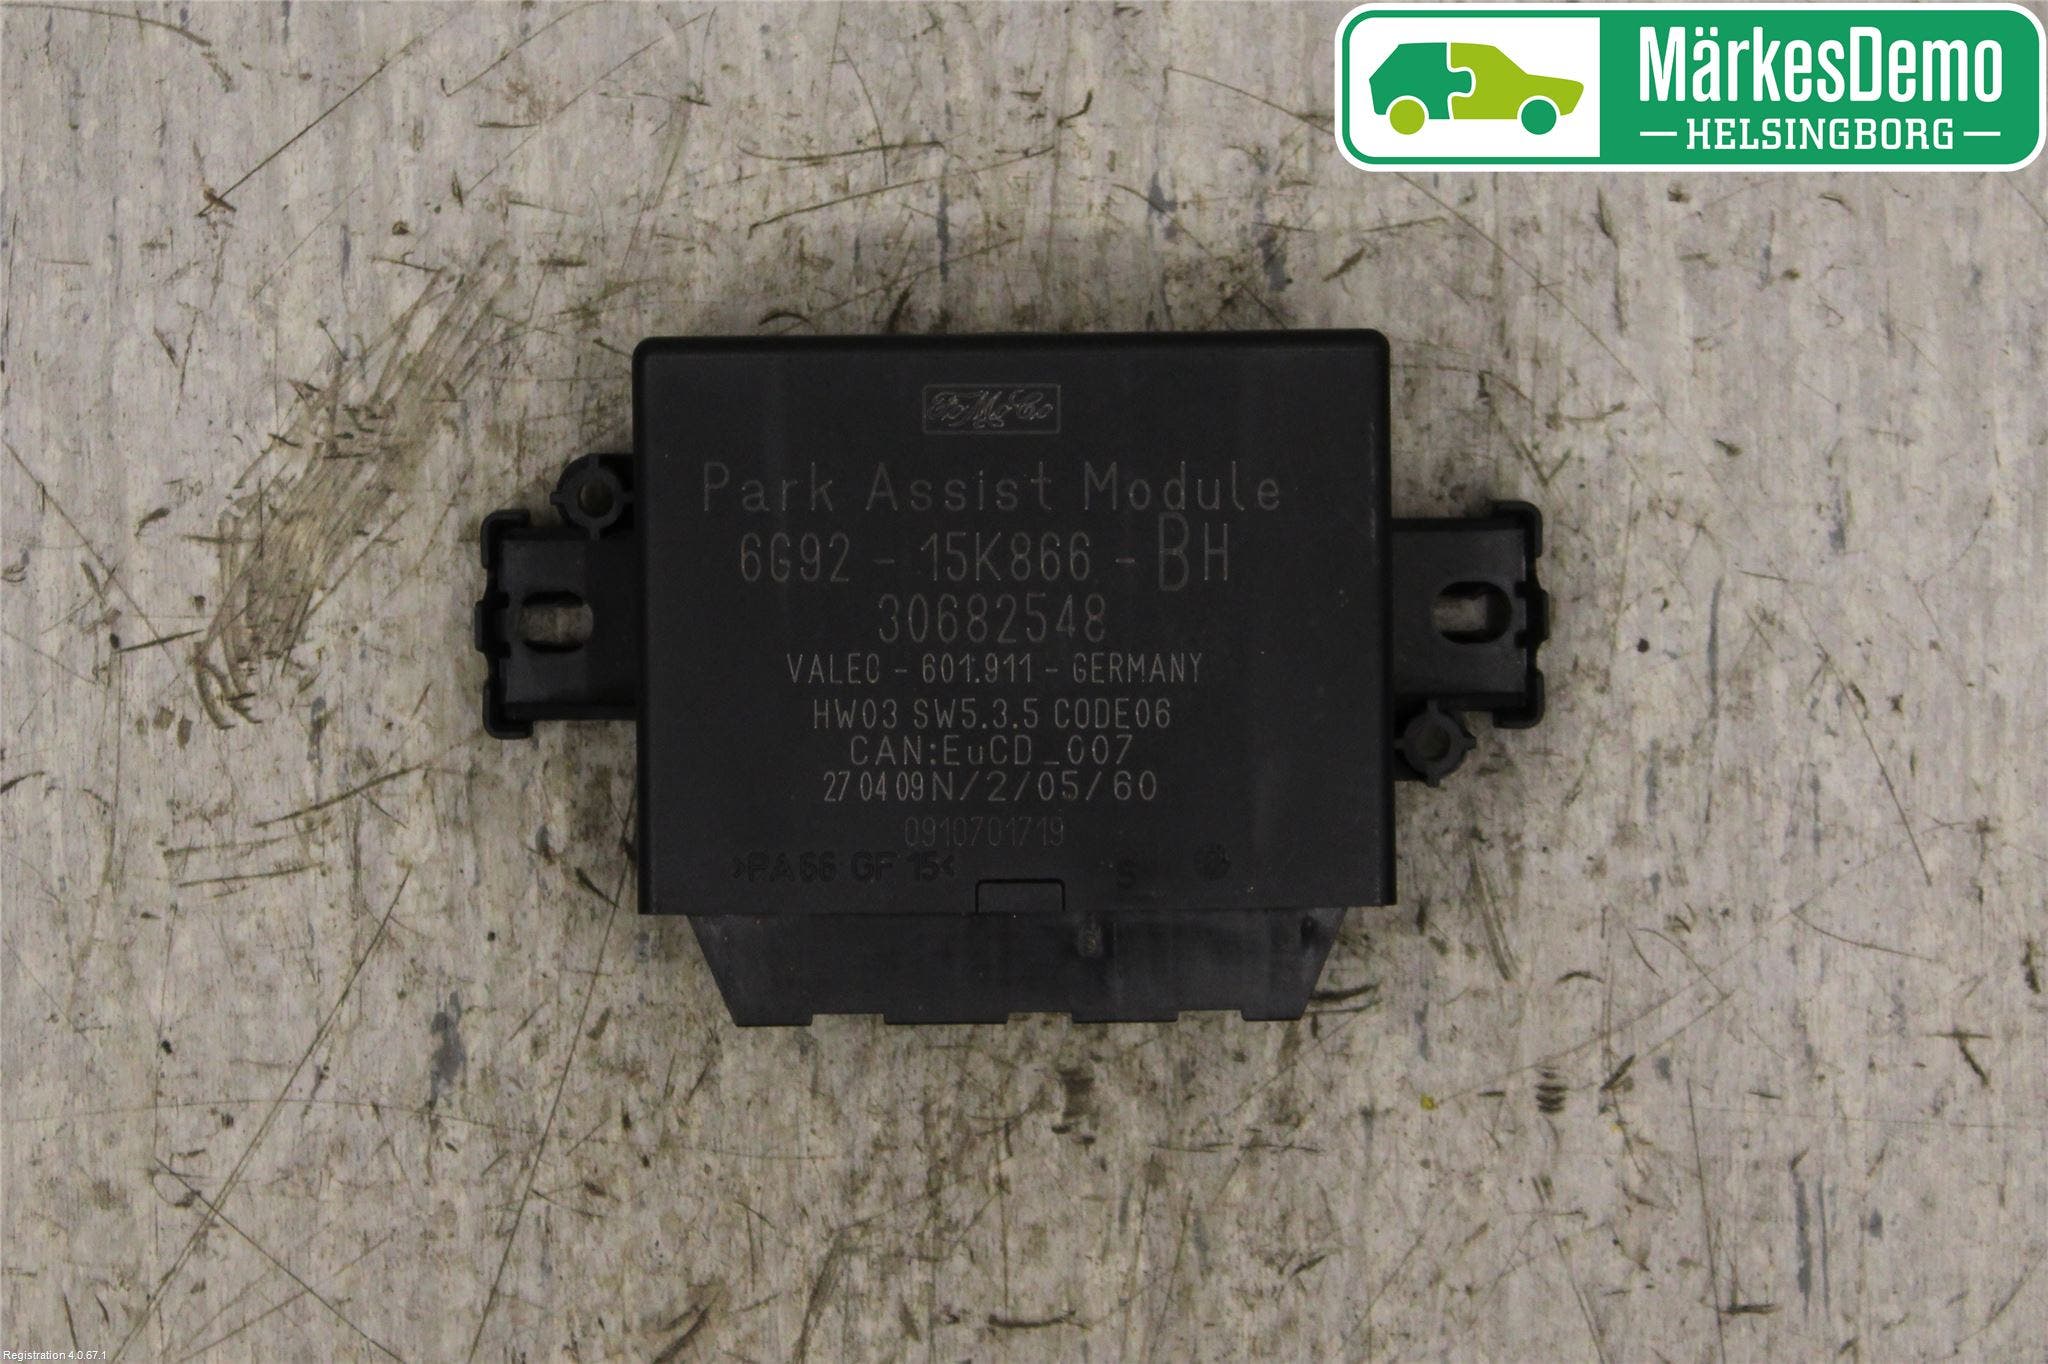 MärkesDemo
HELSINGBORG
FoMoCo
Park Assist Module
6G92 - 15K866 - BH
30682548
VALEO - 601.911 - GERMANY
HW03 SW5.3.5 CODE06
CAN:EuCD_007
27 04 09 N/2/05/60
0910701719
>PA66 GF 15< S
Registration 4.0.67.1